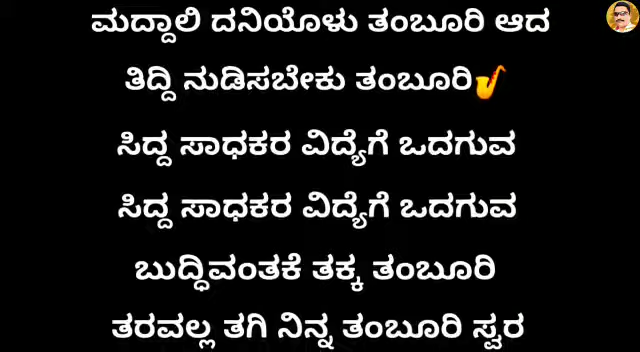 ಮದ್ದಾಲಿ ದನಿಯೊಳು ತಂಬೂರಿ ಆದ
ತಿದ್ದಿ ನುಡಿಸಬೇಕು ತಂಬೂರಿ🎷
ಸಿದ್ದ ಸಾಧಕರ ವಿದ್ಯೆಗೆ ಒದಗುವ
ಸಿದ್ದ ಸಾಧಕರ ವಿದ್ಯೆಗೆ ಒದಗುವ
ಬುದ್ಧಿವಂತಕೆ ತಕ್ಕ ತಂಬೂರಿ
ತರವಲ್ಲ ತಗಿ ನಿನ್ನ ತಂಬೂರಿ ಸ್ವರ